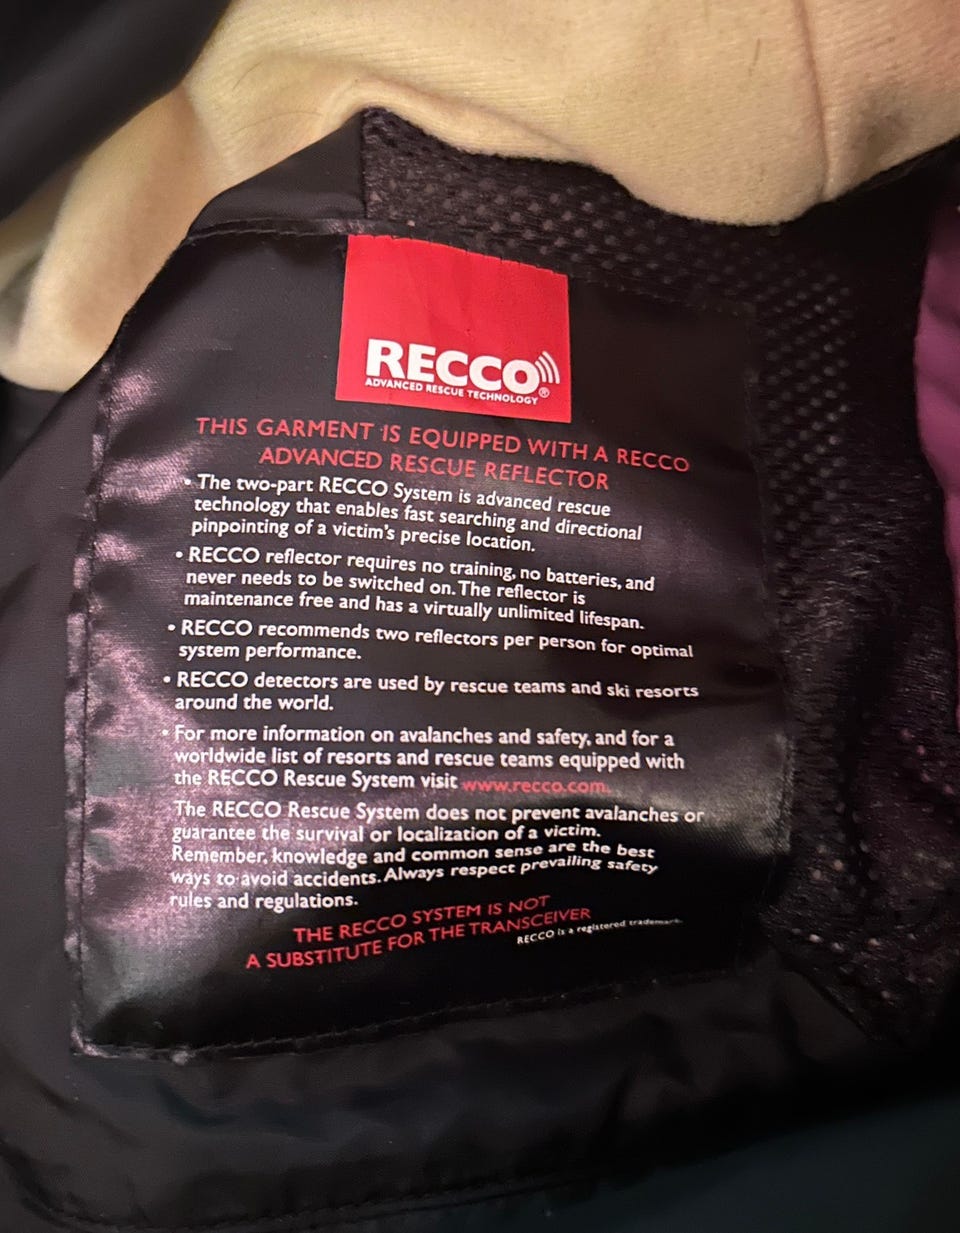 RECCO
ADVANCED RESCUE TECHNOLOGY®
THIS GARMENT IS EQUIPPED WITH A RECCO
ADVANCED RESCUE REFLECTOR
• The two-part RECCO System is advanced rescue
technology that enables fast searching and directional
pinpointing of a victim's precise location.
• RECCO reflector requires no training, no batteries, and
never needs to be switched on. The reflector is
maintenance free and has a virtually unlimited lifespan.
• RECCO recommends two reflectors per person for optimal
system performance.
• RECCO detectors are used by rescue teams and ski resorts
around the world.
• For more information on avalanches and safety, and for a
worldwide list of resorts and rescue teams equipped with
the RECCO Rescue System visit www.recco.com.
The RECCO Rescue System does not prevent avalanches or
guarantee the survival or localization of a victim.
Remember, knowledge and common sense are the best
ways to avoid accidents. Always respect prevailing safety
rules and regulations.
THE RECCO SYSTEM IS NOT
A SUBSTITUTE FOR THE TRANSCEIVER
RECCO is a registered trademark.